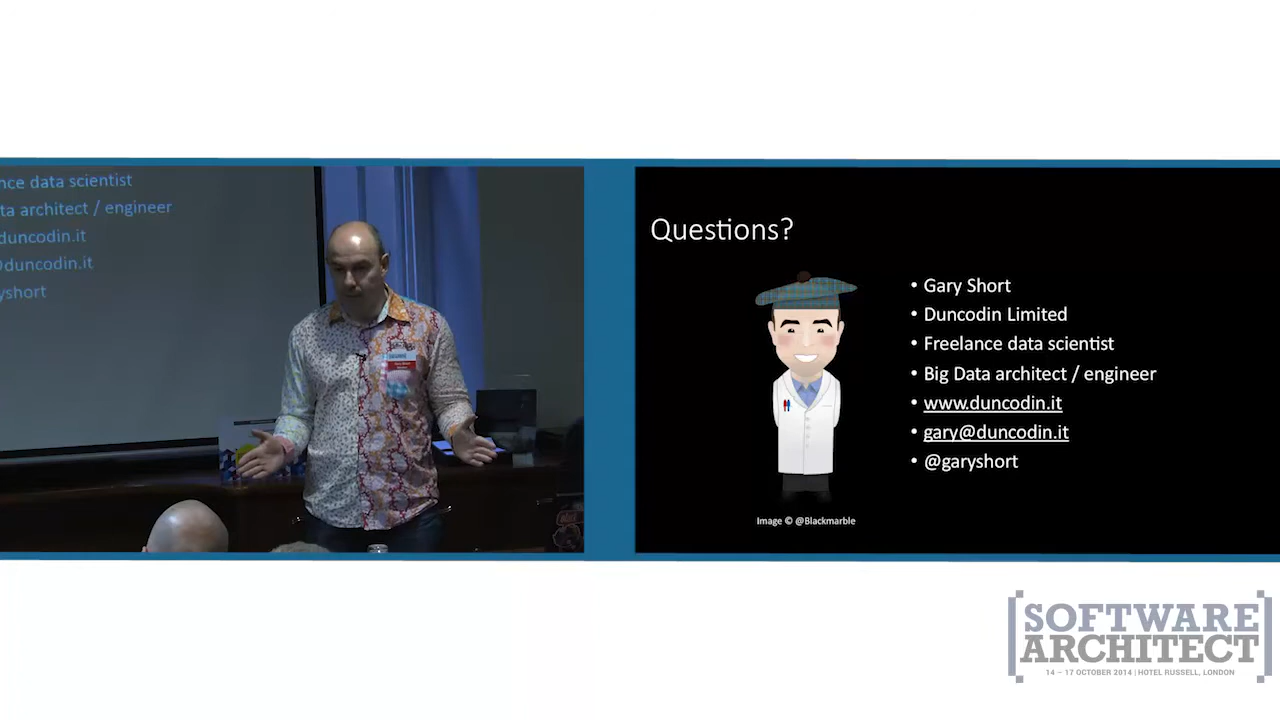 nce data scientist
ta architect / engineer
duncodin.it
@duncodin.it
yshort
Questions?
• Gary Short
• Duncodin Limited
• Freelance data scientist
• Big Data architect / engineer
• www.duncodin.it
• gary@duncodin.it
• @garyshort
Image © @Blackmarble
[SOFTWARE
ARCHITECT]
14 – 17 OCTOBER 2014 | HOTEL RUSSELL, LONDON